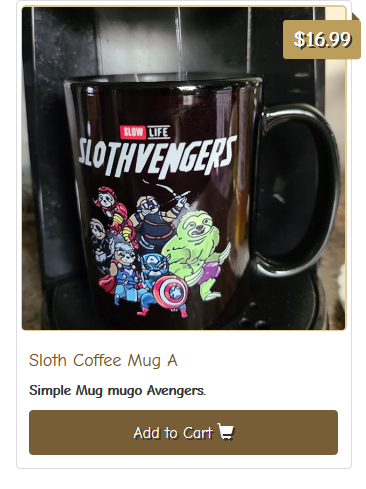 $16.99
SLOW LIFE
SLOTHVENGERS
Sloth Coffee Mug A
Simple Mug mugo Avengers.
Add to Cart